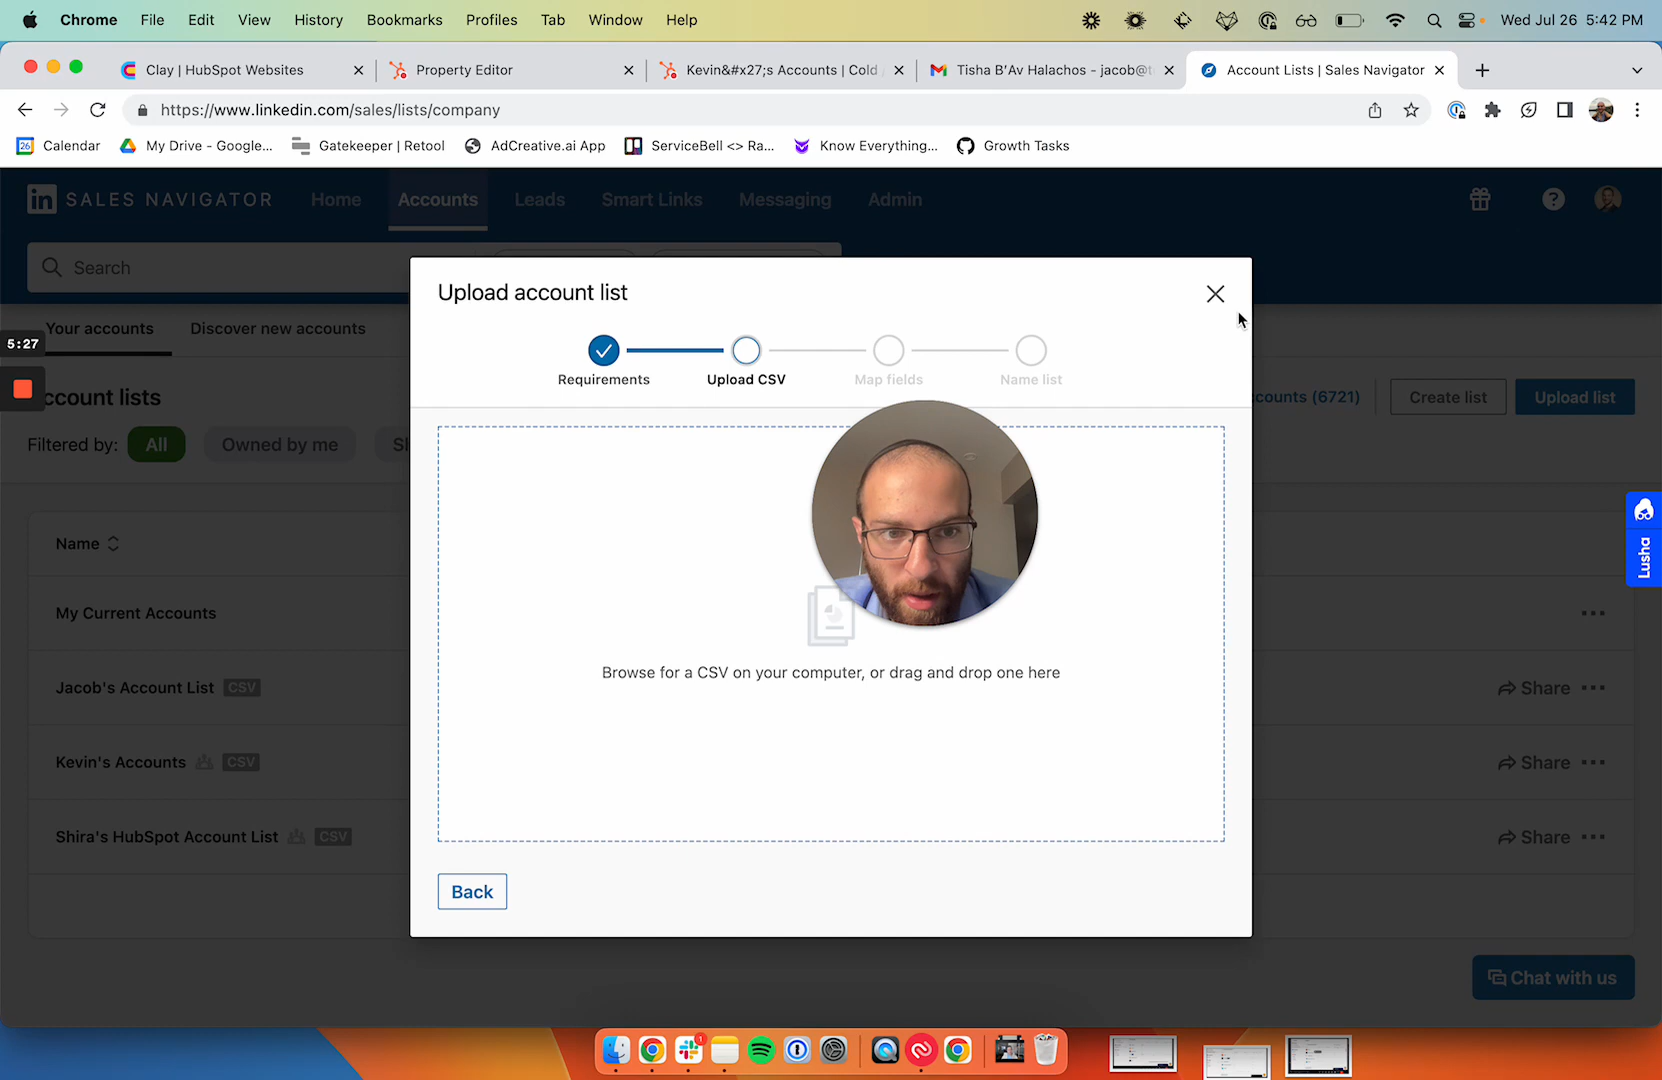 Chrome File Edit View History Bookmarks Profiles Tab Window Help Wed Jul 26 5:42 PM
Clay | HubSpot Websites Property Editor Kevin&#x27;s Accounts | Cold Tisha B'Av Halachos - jacob@t Account Lists | Sales Navigator
https://www.linkedin.com/sales/lists/company
26 Calendar My Drive - Google... Gatekeeper | Retool AdCreative.ai App ServiceBell <> Ra... Know Everything... Growth Tasks
in SALES NAVIGATOR Home Accounts Leads Smart Links Messaging Admin ?
Search
Upload account list
Your accounts Discover new accounts
5:27
Requirements Upload CSV Map fields Name list
ccount lists
counts (6721) Create list Upload list
Filtered by: All Owned by me
Name
Lusha
My Current Accounts
Browse for a CSV on your computer, or drag and drop one here
Jacob's Account List CSV Share
Kevin's Accounts CSV Share
Shira's HubSpot Account List CSV Share
Back
Chat with us